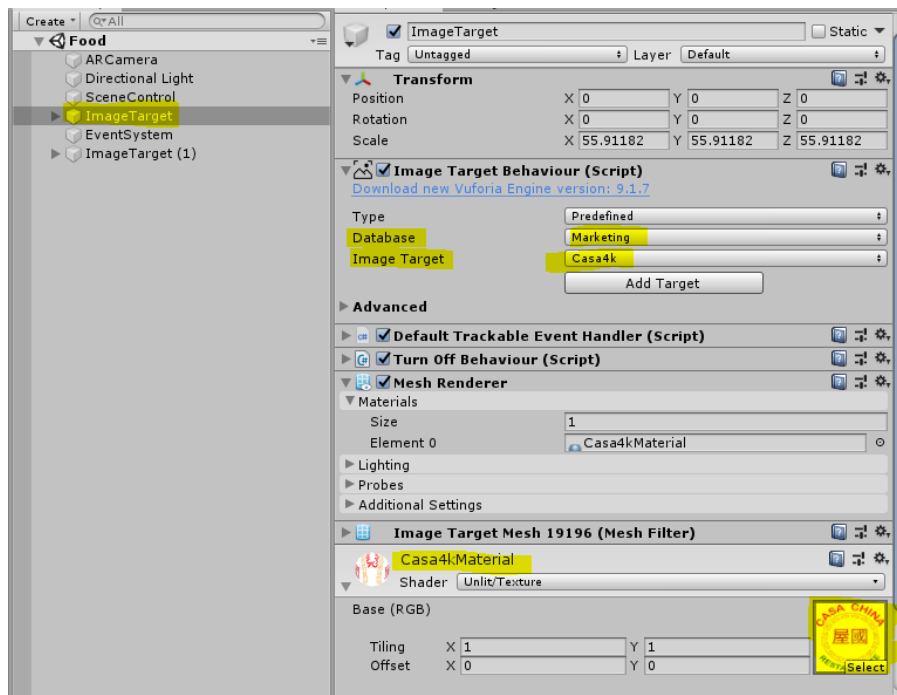 Create
All
Food
ARCamera
Directional Light
SceneControl
ImageTarget
EventSystem
ImageTarget (1)
ImageTarget Static
Tag Untagged Layer Default
Transform
Position X 0 Y 0 Z 0
Rotation X 0 Y 0 Z 0
Scale X 55.91182 Y 55.91182 Z 55.91182
Image Target Behaviour (Script)
Download new Vuforia Engine version: 9.1.7
Type Predefined
Database Marketing
Image Target Casa4k
Add Target
Advanced
Default Trackable Event Handler (Script)
Turn Off Behaviour (Script)
Mesh Renderer
Materials
Size 1
Element 0 Casa4kMaterial
Lighting
Probes
Additional Settings
Image Target Mesh 19196 (Mesh Filter)
Casa4kMaterial
Shader Unlit/Texture
Base (RGB)
CASA CHINA
屋國
Tiling X 1 Y 1
Offset X 0 Y 0
Select